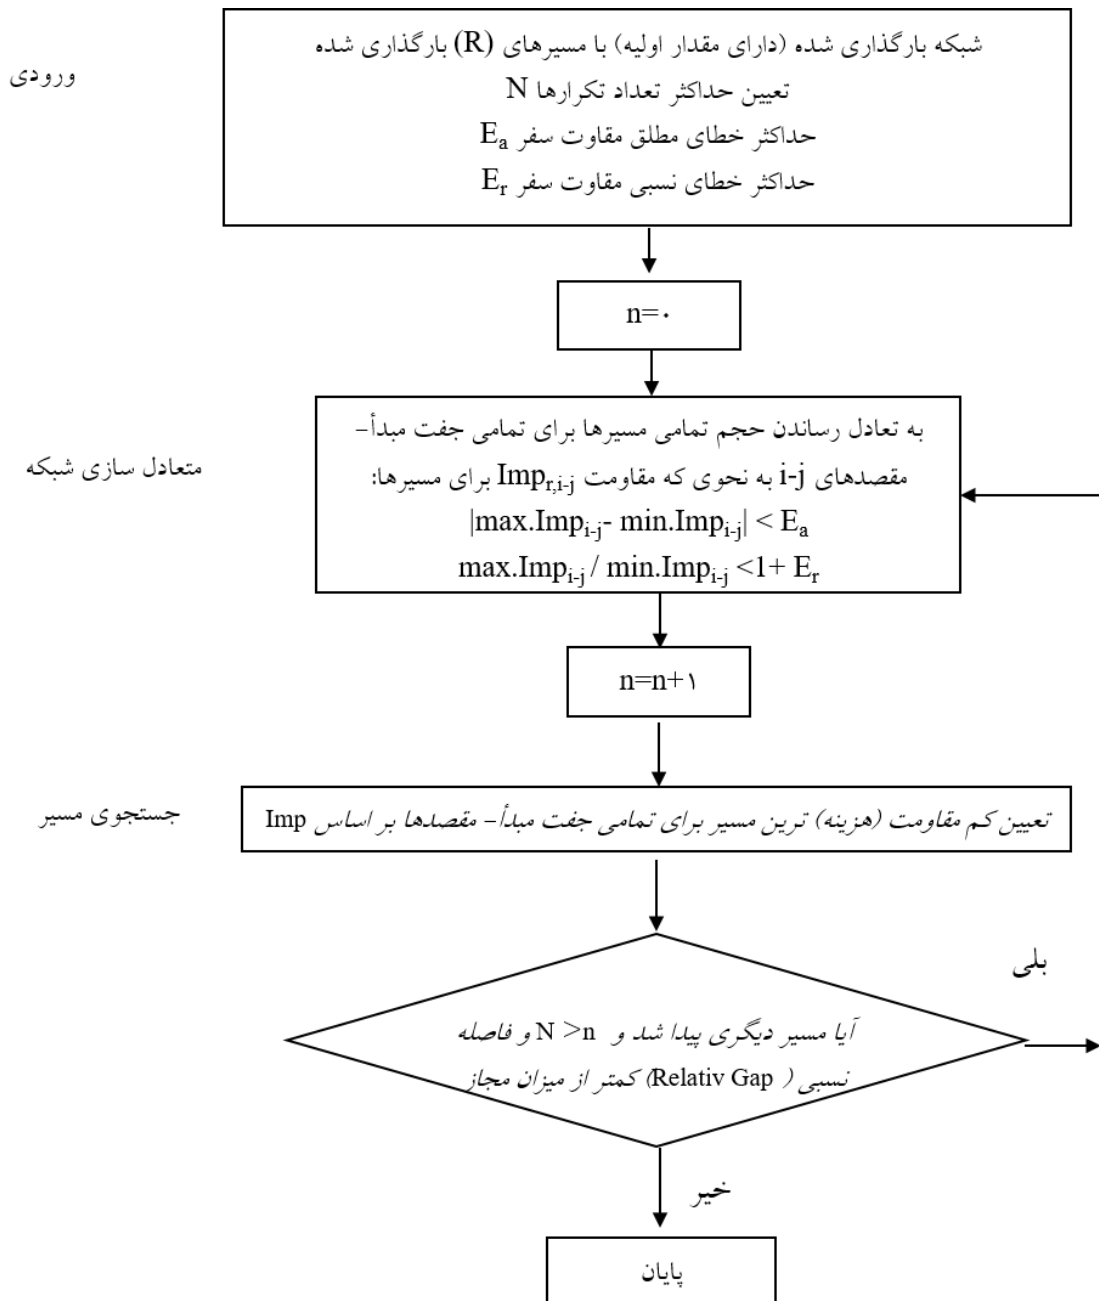 ورودی
شبکه بارگذاری شده (دارای مقدار اولیه) با مسیرهای (R) بارگذاری شده
تعیین حداکثر تعداد تکرارها N
حداکثر خطای مطلق مقاوت سفر Ea
حداکثر خطای نسبی مقاوت سفر Er
n=۰
متعادل سازی شبکه
به تعادل رساندن حجم تمامی مسیرها برای تمامی جفت مبدأ-
مقصدهای i-j به نحوی که مقاومت Impr,i-j برای مسیرها:
|max.Impi-j- min.Impi-j| < Ea
max.Impi-j / min.Impi-j <1+ Er
n=n+۱
جستجوی مسیر
تعیین کم مقاومت (هزینه) ترین مسیر برای تمامی جفت مبدأ- مقصدها بر اساس Imp
بلی
آیا مسیر دیگری پیدا شد و N >n و فاصله
نسبی (Relativ Gap) کمتر از میزان مجاز
خیر
پایان